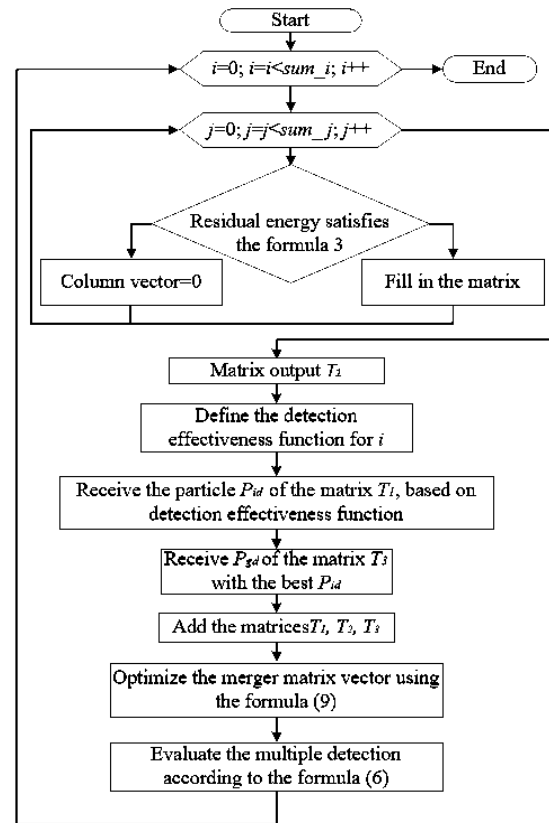 Start
i=0; i=i<sum_i; i++
End
j=0; j=j<sum_j; j++
Residual energy satisfies
the formula 3
Column vector=0
Fill in the matrix
Matrix output T₂
Define the detection
effectiveness function for i
Receive the particle Pid of the matrix T1, based on
detection effectiveness function
Receive Pgd of the matrix T3
with the best Pid
Add the matricesT1, T2, T3
Optimize the merger matrix vector using
the formula (9)
Evaluate the multiple detection
according to the formula (6)